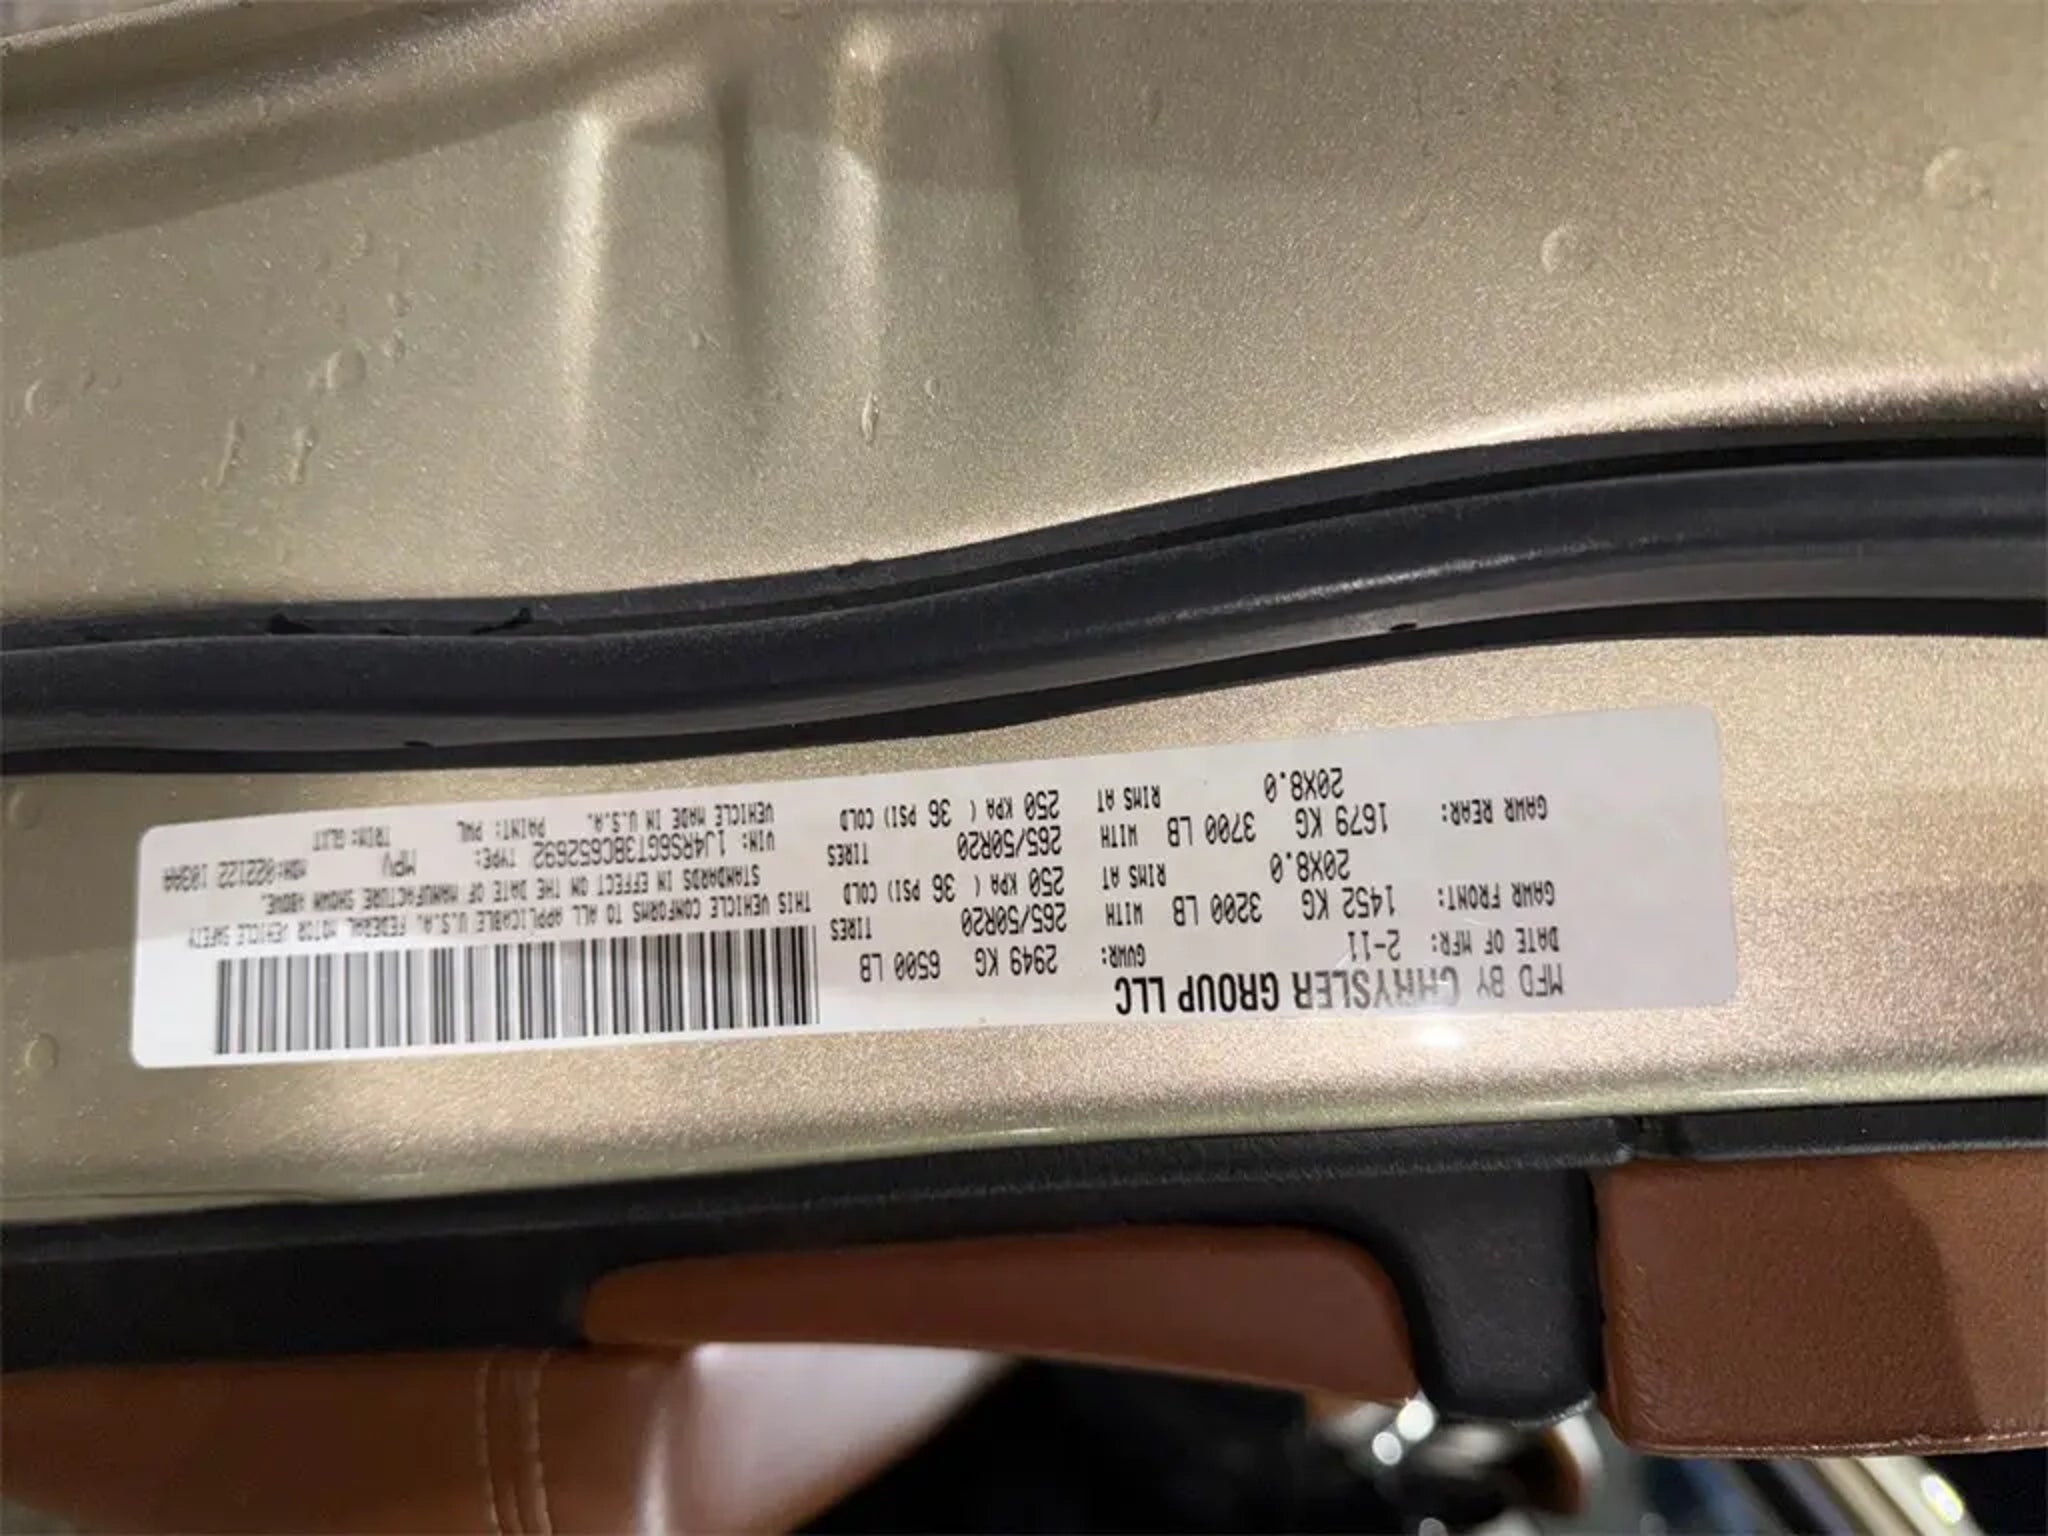 MFD BY CHRYSLER GROUP LLC
DATE OF MFR: 2-11 GVWR: 2949 KG 6500 LB
GAWR FRONT: 1452 KG 3200 LB WITH 265/50R20 TIRES
20X8.0 RIMS AT 250 KPA ( 36 PSI) COLD
GAWR REAR: 1679 KG 3700 LB WITH 265/50R20 TIRES
20X8.0 RIMS AT 250 KPA ( 36 PSI) COLD
THIS VEHICLE CONFORMS TO ALL APPLICABLE U.S.A. FEDERAL MOTOR VEHICLE SAFETY
STANDARDS IN EFFECT ON THE DATE OF MANUFACTURE SHOWN ABOVE.
VIN: 1J4RS6GT3BC652692 TYPE: MPV MDH:022122 103AA
VEHICLE MADE IN U.S.A. PAINT: PWL TRIM: